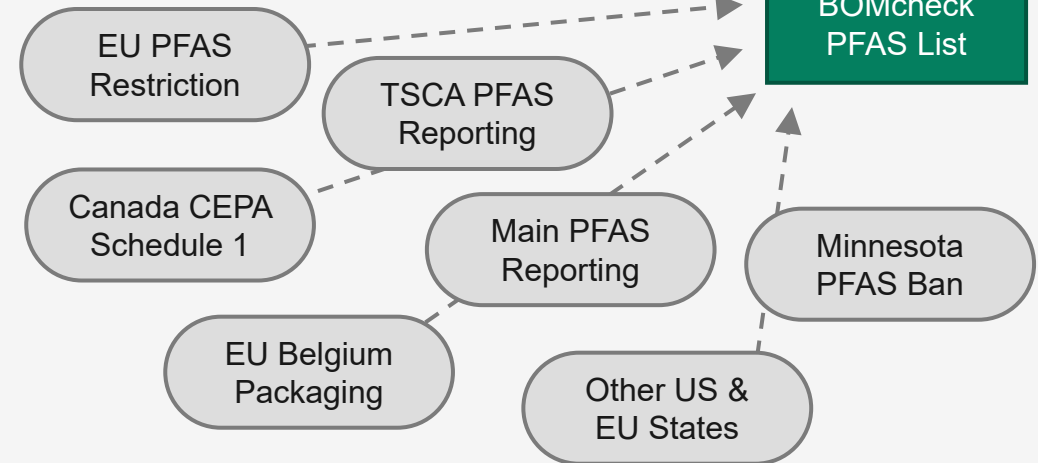 BOMcheck
PFAS List
EU PFAS
Restriction
TSCA PFAS
Reporting
Canada CEPA
Schedule 1
Main PFAS
Reporting
Minnesota
PFAS Ban
EU Belgium
Packaging
Other US &
EU States